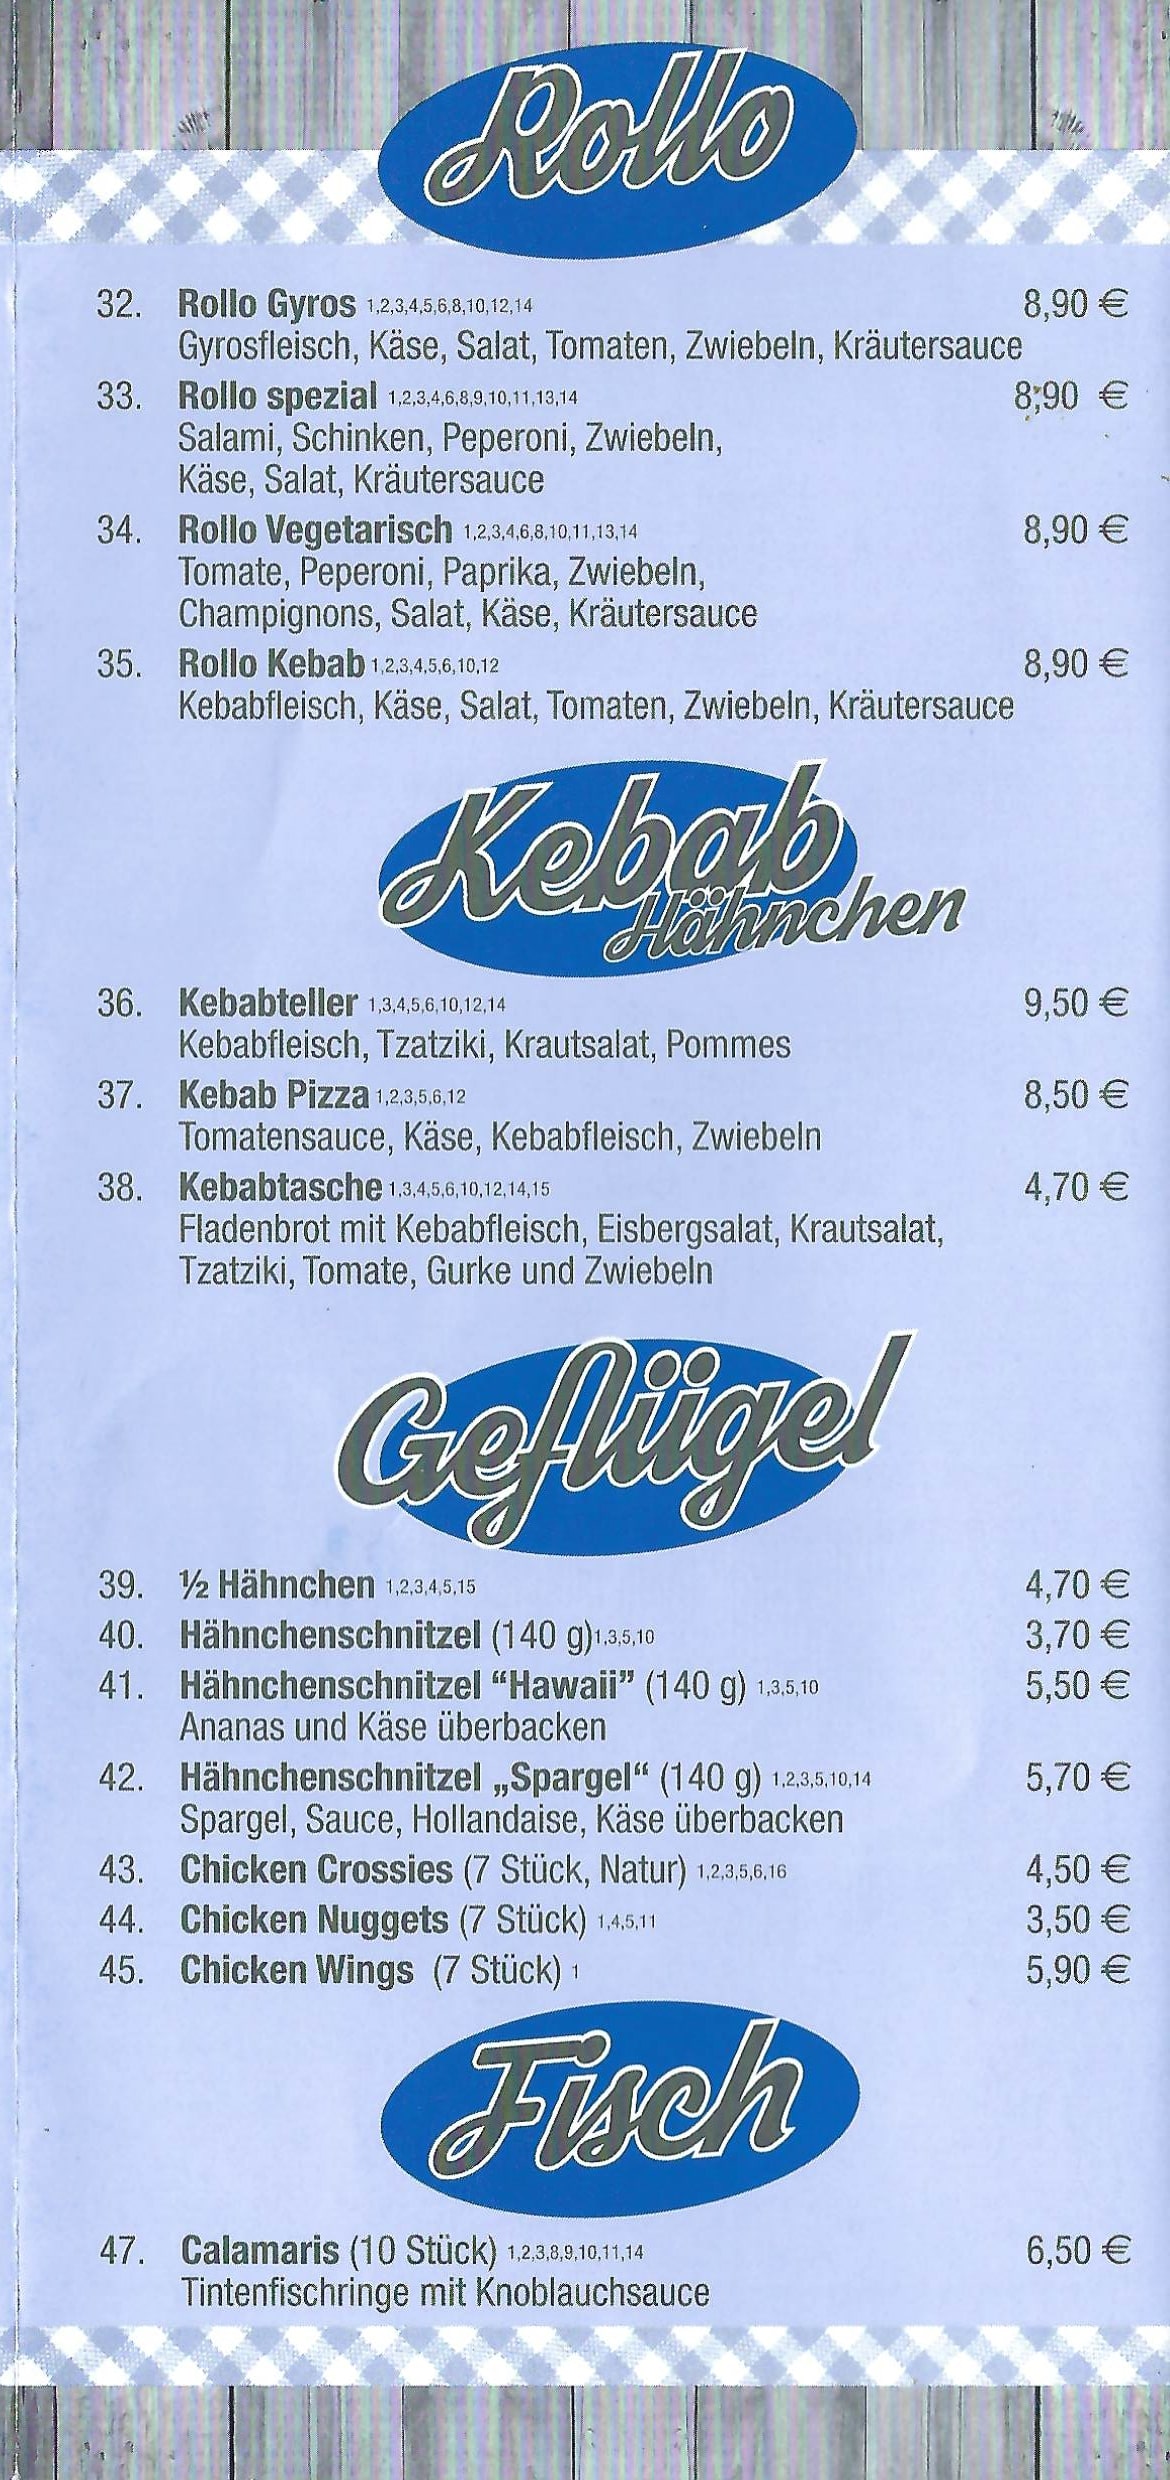 Rollo
32. Rollo Gyros 1,2,3,4,5,6,8,10,12,14 8,90 €
Gyrosfleisch, Käse, Salat, Tomaten, Zwiebeln, Kräutersauce
33. Rollo spezial 1,2,3,4,6,8,9,10,11,13,14 8,90 €
Salami, Schinken, Peperoni, Zwiebeln,
Käse, Salat, Kräutersauce
34. Rollo Vegetarisch 1,2,3,4,6,8,10,11,13,14 8,90 €
Tomate, Peperoni, Paprika, Zwiebeln,
Champignons, Salat, Käse, Kräutersauce
35. Rollo Kebab 1,2,3,4,5,6,10,12 8,90 €
Kebabfleisch, Käse, Salat, Tomaten, Zwiebeln, Kräutersauce
Kebab
Hähnchen
36. Kebabteller 1,3,4,5,6,10,12,14 9,50 €
Kebabfleisch, Tzatziki, Krautsalat, Pommes
37. Kebab Pizza 1,2,3,5,6,12 8,50 €
Tomatensauce, Käse, Kebabfleisch, Zwiebeln
38. Kebabtasche 1,3,4,5,6,10,12,14,15 4,70 €
Fladenbrot mit Kebabfleisch, Eisbergsalat, Krautsalat,
Tzatziki, Tomate, Gurke und Zwiebeln
Geflügel
39. ½ Hähnchen 1,2,3,4,5,15 4,70 €
40. Hähnchenschnitzel (140 g)1,3,5,10 3,70 €
41. Hähnchenschnitzel “Hawaii” (140 g) 1,3,5,10 5,50 €
Ananas und Käse überbacken
42. Hähnchenschnitzel „Spargel“ (140 g) 1,2,3,5,10,14 5,70 €
Spargel, Sauce, Hollandaise, Käse überbacken
43. Chicken Crossies (7 Stück, Natur) 1,2,3,5,6,16 4,50 €
44. Chicken Nuggets (7 Stück) 1,4,5,11 3,50 €
45. Chicken Wings (7 Stück) 1 5,90 €
Fisch
47. Calamaris (10 Stück) 1,2,3,8,9,10,11,14 6,50 €
Tintenfischringe mit Knoblauchsauce